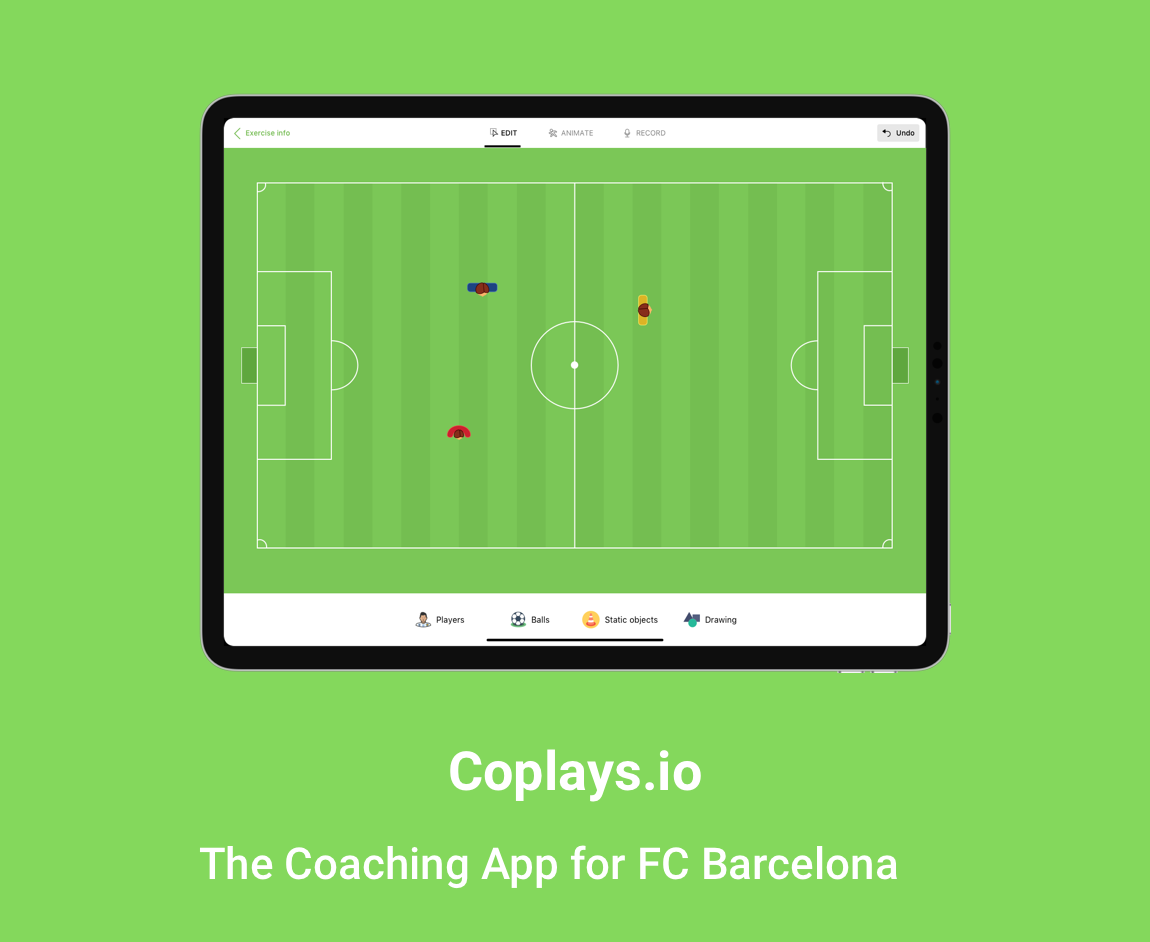 Exercise info
EDIT
ANIMATE
RECORD
Undo
Players
Balls
Static objects
Drawing
Coplays.io
The Coaching App for FC Barcelona